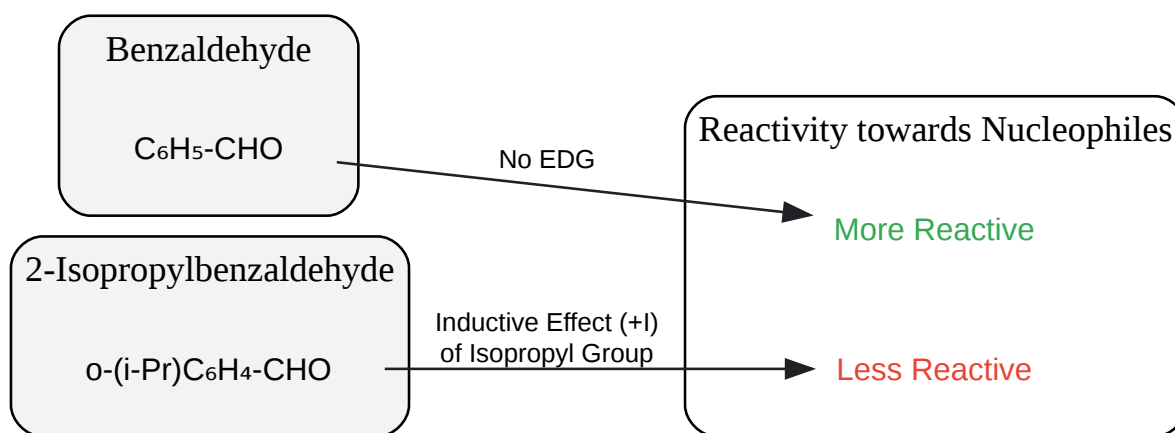 Benzaldehyde
C₆H₅-CHO
No EDG
Reactivity towards Nucleophiles
More Reactive
2-Isopropylbenzaldehyde
o-(i-Pr)C₆H₄-CHO
Inductive Effect (+I)
of Isopropyl Group
Less Reactive